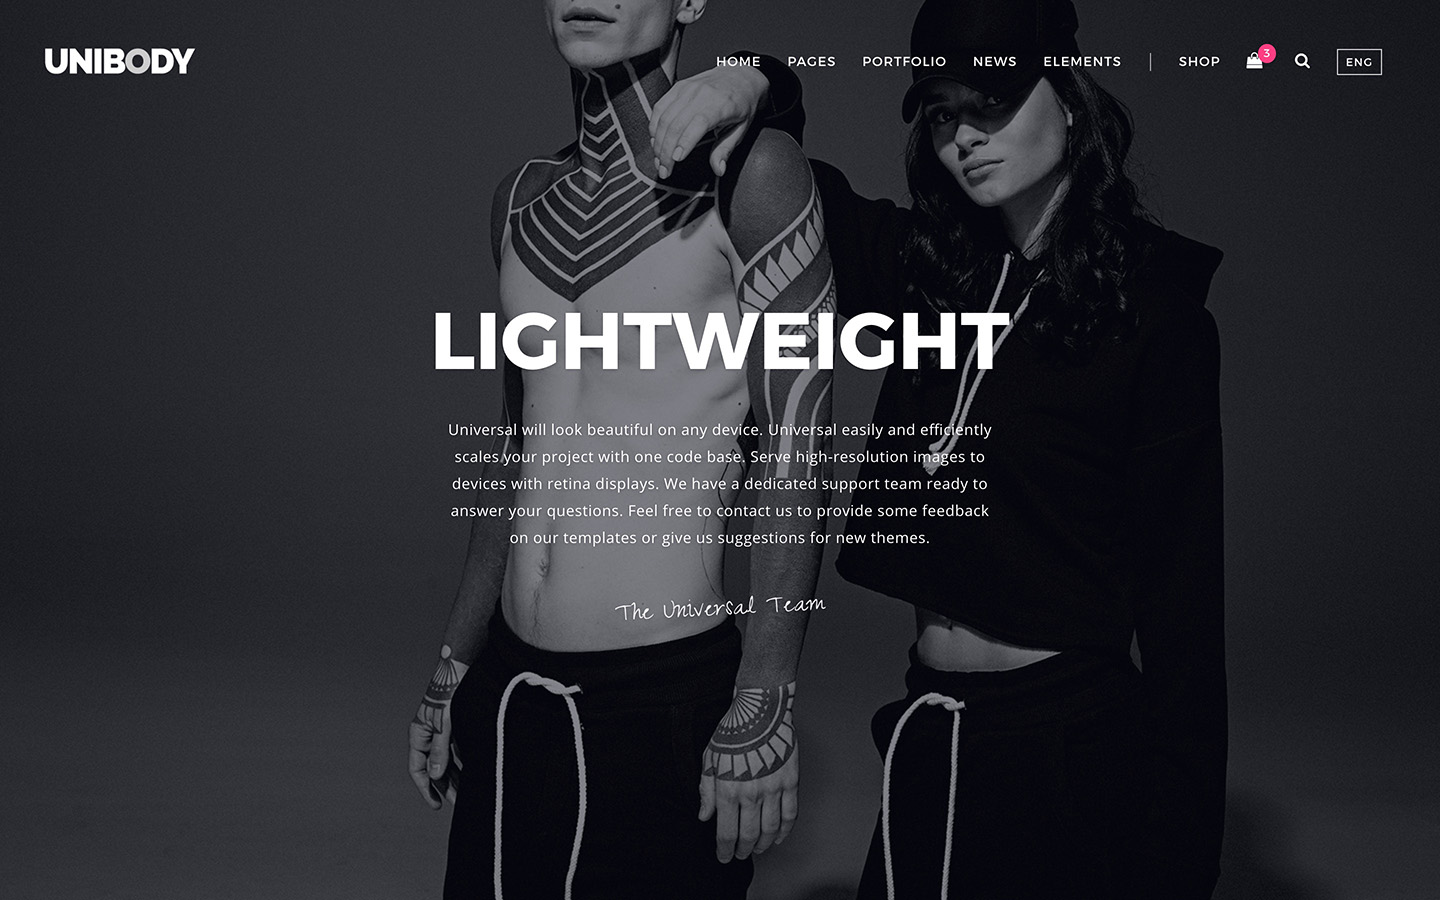 UNIBODY
HOME PAGES PORTFOLIO NEWS ELEMENTS SHOP 3 ENG
LIGHTWEIGHT
Universal will look beautiful on any device. Universal easily and efficiently
scales your project with one code base. Serve high-resolution images to
devices with retina displays. We have a dedicated support team ready to
answer your questions. Feel free to contact us to provide some feedback
on our templates or give us suggestions for new themes.
The Universal Team